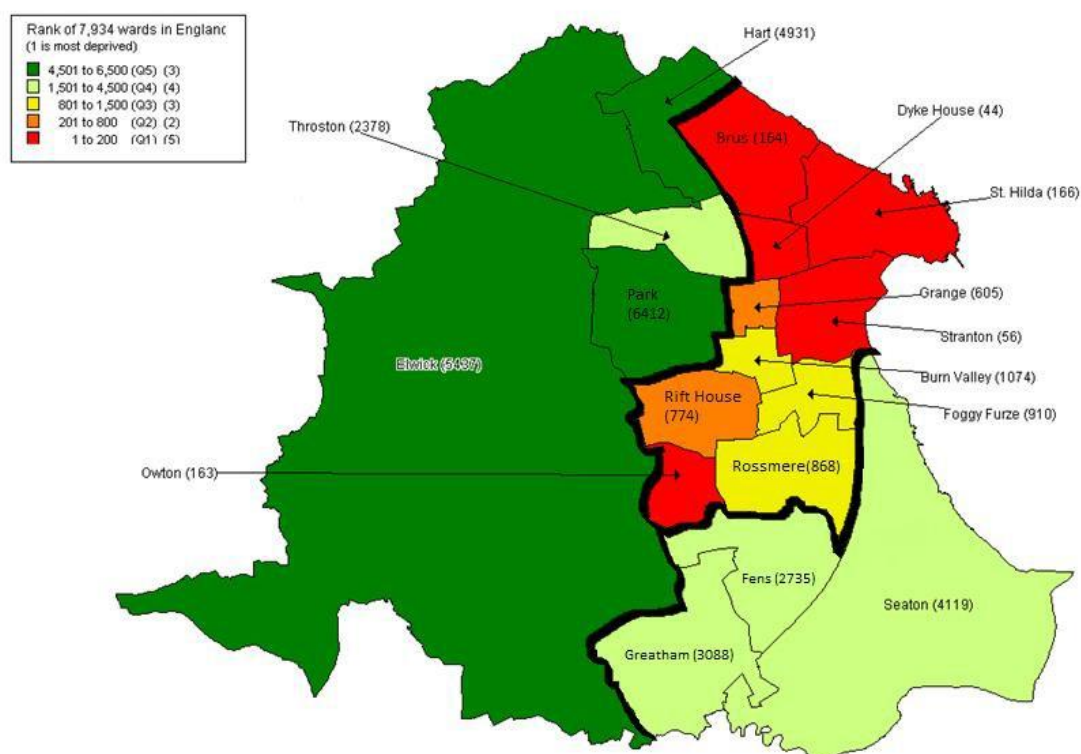 Rank of 7,934 wards in England
(1 is most deprived)
4,501 to 6,500 (Q5) (3)
1,501 to 4,500 (Q4) (4)
801 to 1,500 (Q3) (3)
201 to 800 (Q2) (2)
1 to 200 (Q1) (5)
Hart (4931)
Throston (2378)
Dyke House (44)
Brus (164)
St. Hilda (166)
Park
(6412)
Grange (605)
Stranton (56)
Elwick (5437)
Burn Valley (1074)
Rift House
(774)
Foggy Furze (910)
Owton (163)
Rossmere(868)
Fens (2735)
Seaton (4119)
Greatham (3088)